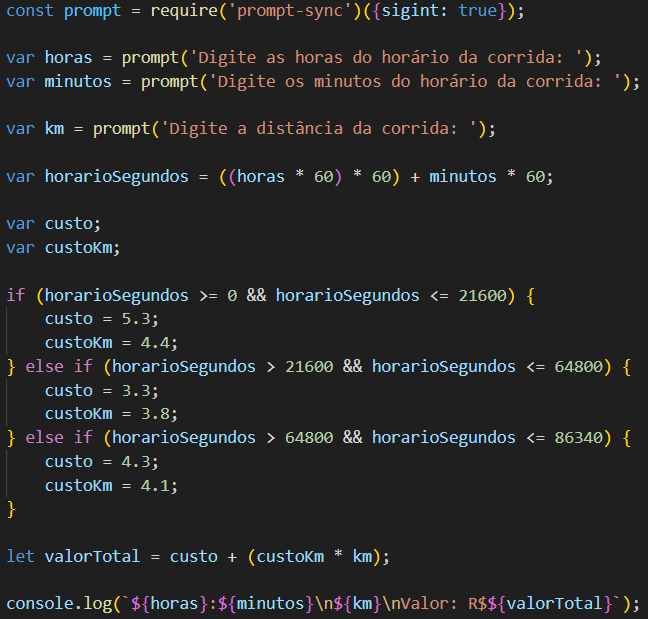 const prompt = require('prompt-sync')({sigint: true});
var horas = prompt('Digite as horas do horário da corrida: ');
var minutos = prompt('Digite os minutos do horário da corrida: ');
var km = prompt('Digite a distância da corrida: ');
var horarioSegundos = ((horas * 60) * 60) + minutos * 60;
var custo;
var custoKm;
if (horarioSegundos >= 0 && horarioSegundos <= 21600) {
    custo = 5.3;
    custoKm = 4.4;
} else if (horarioSegundos > 21600 && horarioSegundos <= 64800) {
    custo = 3.3;
    custoKm = 3.8;
} else if (horarioSegundos > 64800 && horarioSegundos <= 86340) {
    custo = 4.3;
    custoKm = 4.1;
}
let valorTotal = custo + (custoKm * km);
console.log(`${horas}:${minutos}\n${km}\nValor: R$${valorTotal}`);